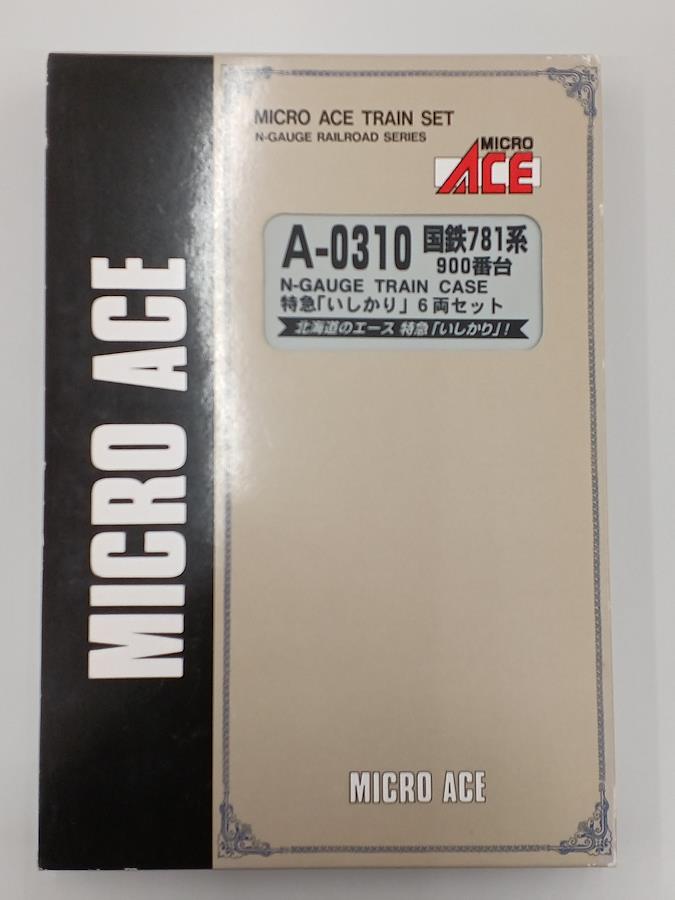 MICRO ACE
MICRO ACE TRAIN SET
N-GAUGE RAILROAD SERIES
MICRO
ACE
A-0310 国鉄781系
900番台
N-GAUGE TRAIN CASE
特急「いしかり」6両セット
北海道のエース 特急「いしかり」!
MICRO ACE